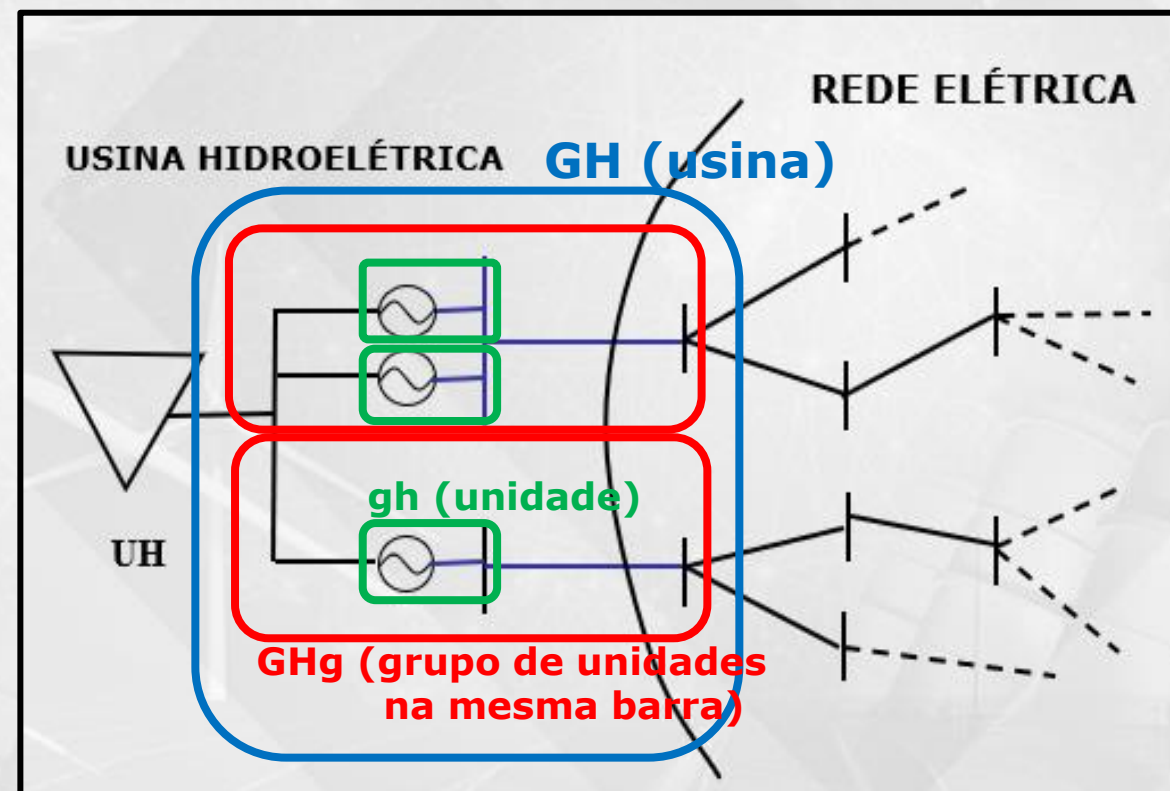 REDE ELÉTRICA
USINA HIDROELÉTRICA
GH (usina)
gh (unidade)
UH
GHg (grupo de unidades
na mesma barra)